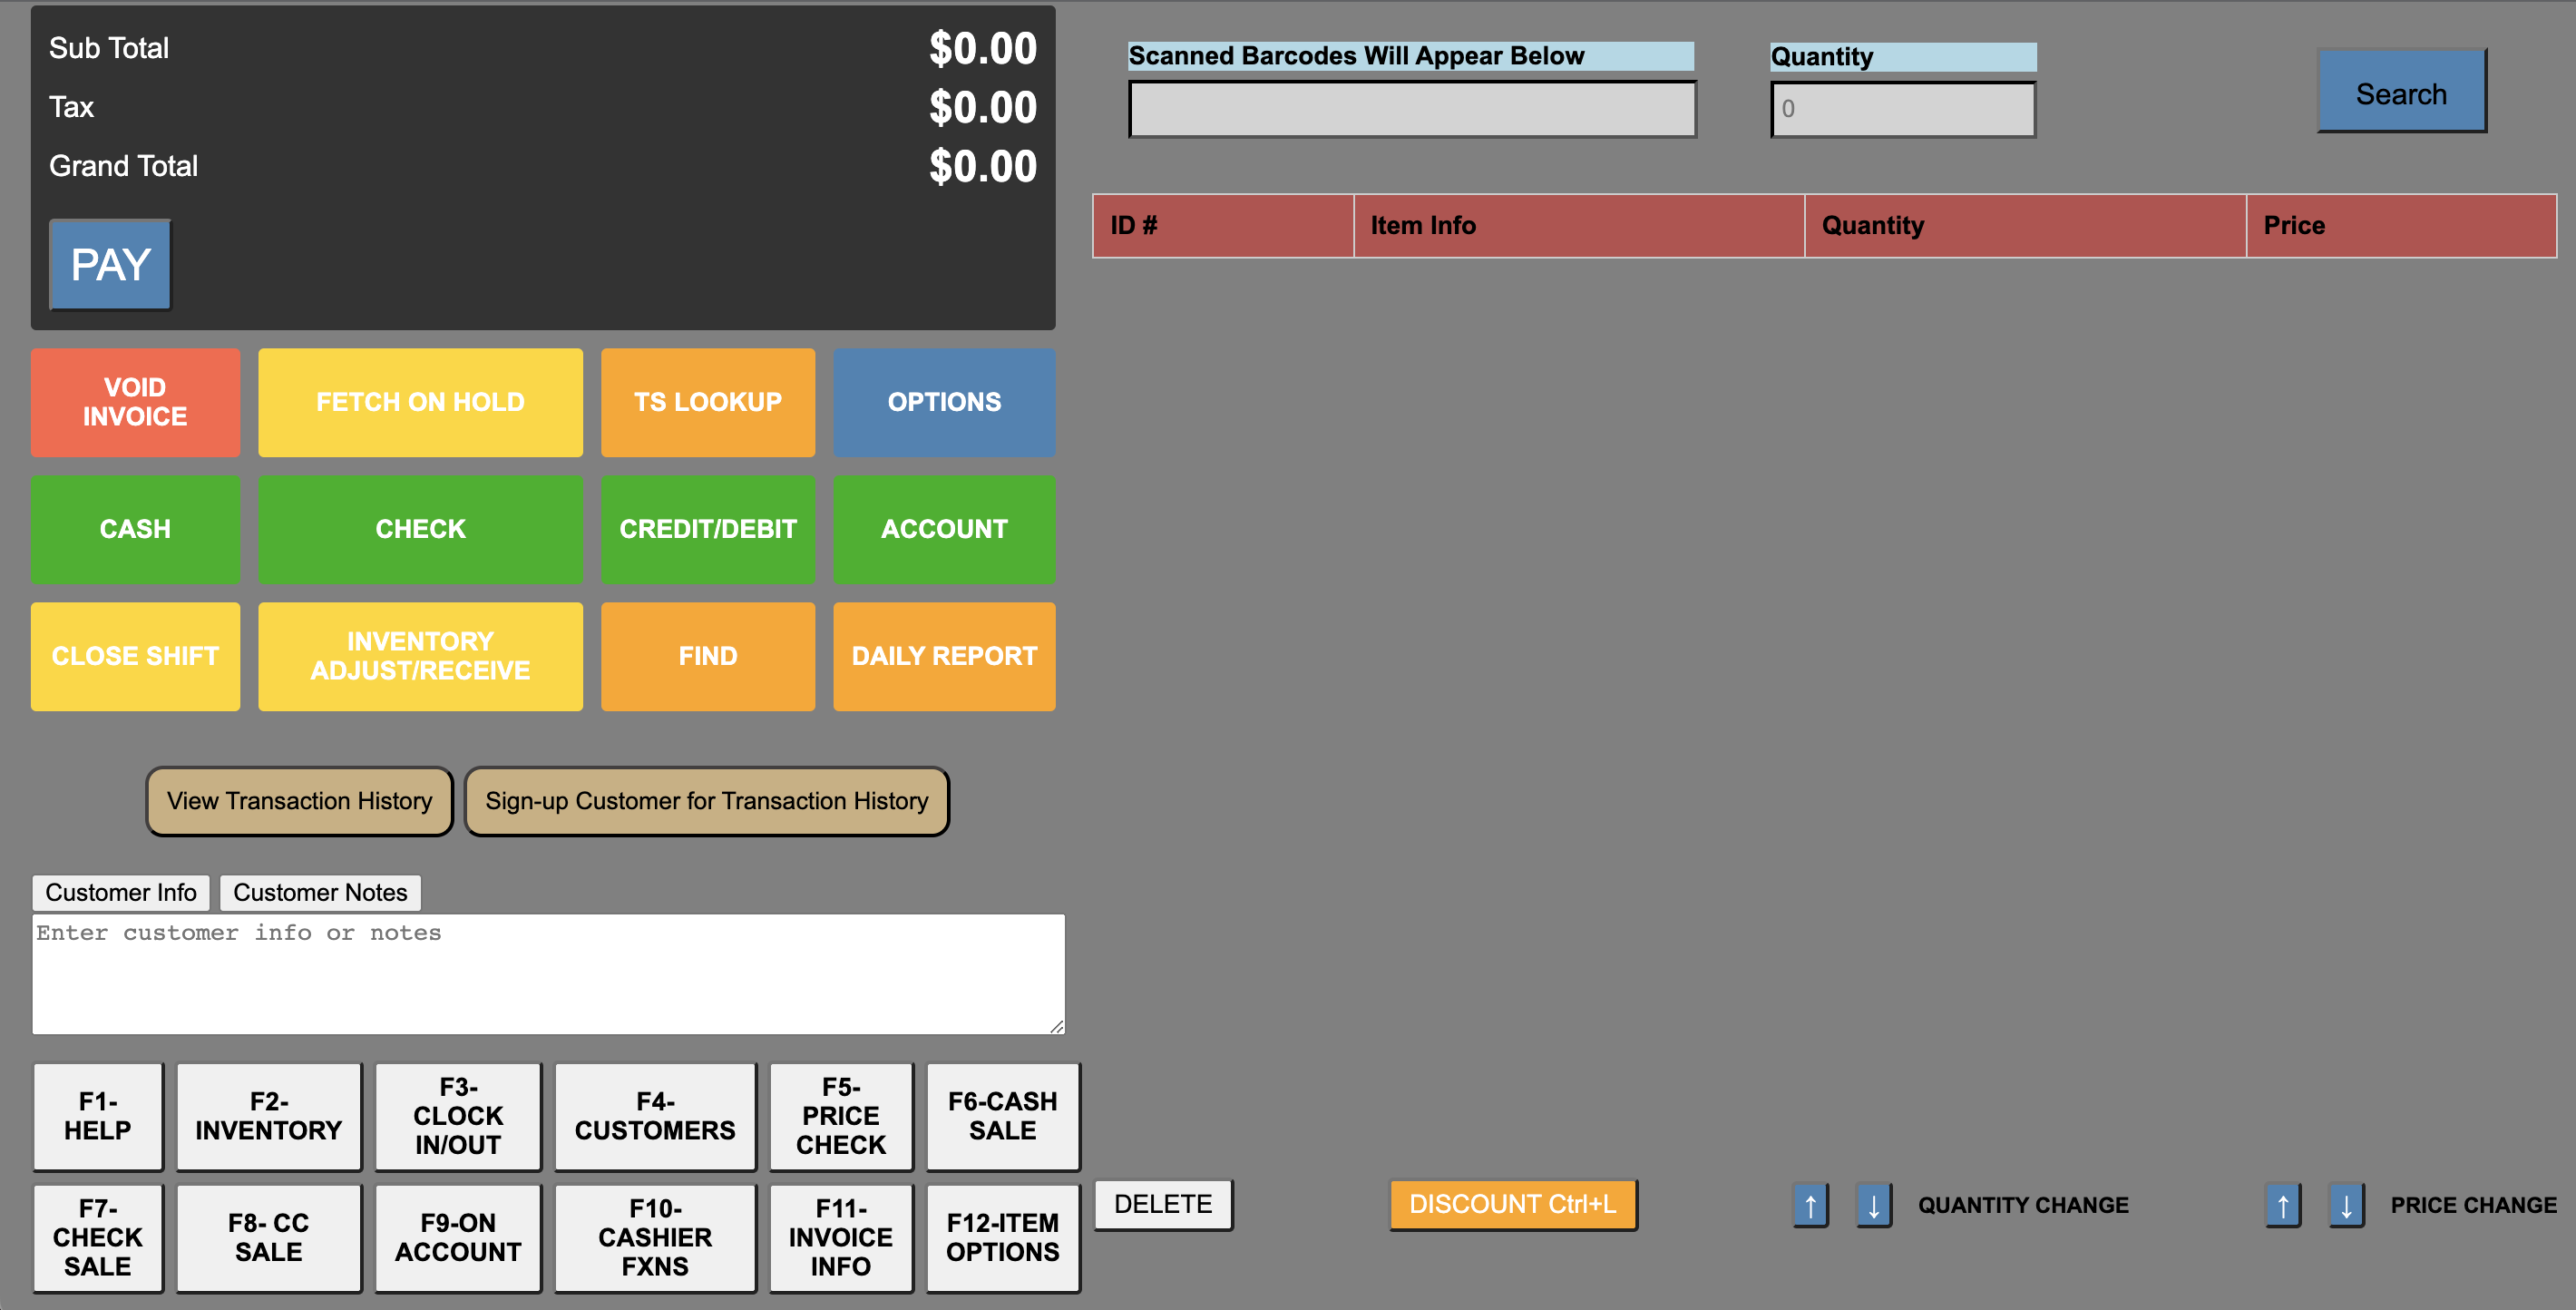 Sub Total $0.00
Tax $0.00
Grand Total $0.00
PAY
Scanned Barcodes Will Appear Below
Quantity
0
Search
ID # Item Info Quantity Price
VOID
INVOICE
FETCH ON HOLD
TS LOOKUP
OPTIONS
CASH
CHECK
CREDIT/DEBIT
ACCOUNT
CLOSE SHIFT
INVENTORY
ADJUST/RECEIVE
FIND
DAILY REPORT
View Transaction History
Sign-up Customer for Transaction History
Customer Info
Customer Notes
Enter customer info or notes
F1-
HELP
F2-
INVENTORY
F3-
CLOCK
IN/OUT
F4-
CUSTOMERS
F5-
PRICE
CHECK
F6-CASH
SALE
F7-
CHECK
SALE
F8- CC
SALE
F9-ON
ACCOUNT
F10-
CASHIER
FXNS
F11-
INVOICE
INFO
F12-ITEM
OPTIONS
DELETE
DISCOUNT Ctrl+L
↑ ↓ QUANTITY CHANGE
↑ ↓ PRICE CHANGE